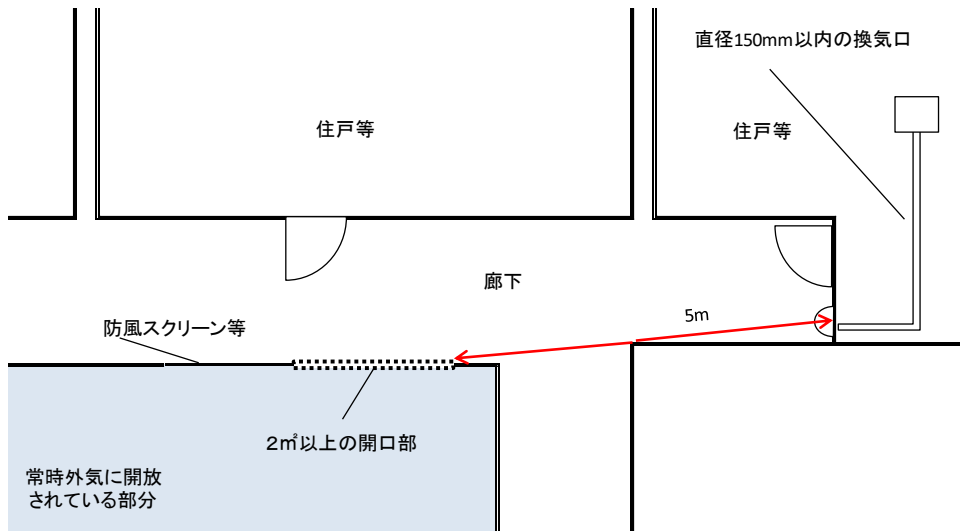 直径150mm以内の換気口
住戸等
住戸等
廊下
5m
防風スクリーン等
2㎡以上の開口部
常時外気に開放
されている部分